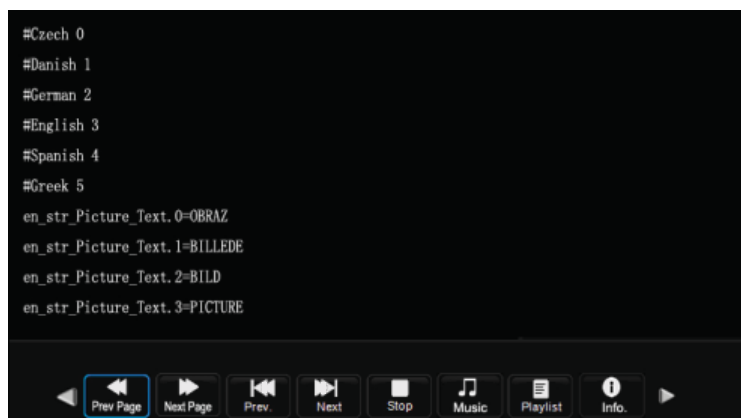 #Czech 0
#Danish 1
#German 2
#English 3
#Spanish 4
#Greek 5
en_str_Picture_Text.0=OBRAZ
en_str_Picture_Text.1=BILLEDE
en_str_Picture_Text.2=BILD
en_str_Picture_Text.3=PICTURE
Prev Page Next Page Prev. Next Stop Music Playlist Info.